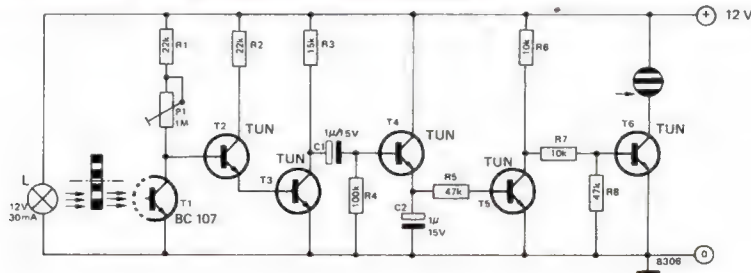 + 12 V
R1
22k
R2
22k
R3
15k
R6
10k
P1
1M
T2
TUN
T4
TUN
T6
TUN
1µ/15V
C1
R7
10k
TUN
T3
TUN
T5
L
12V
30mA
T1
BC 107
R4
100k
R5
47k
R8
47k
C2
1µ
15V
8306
0